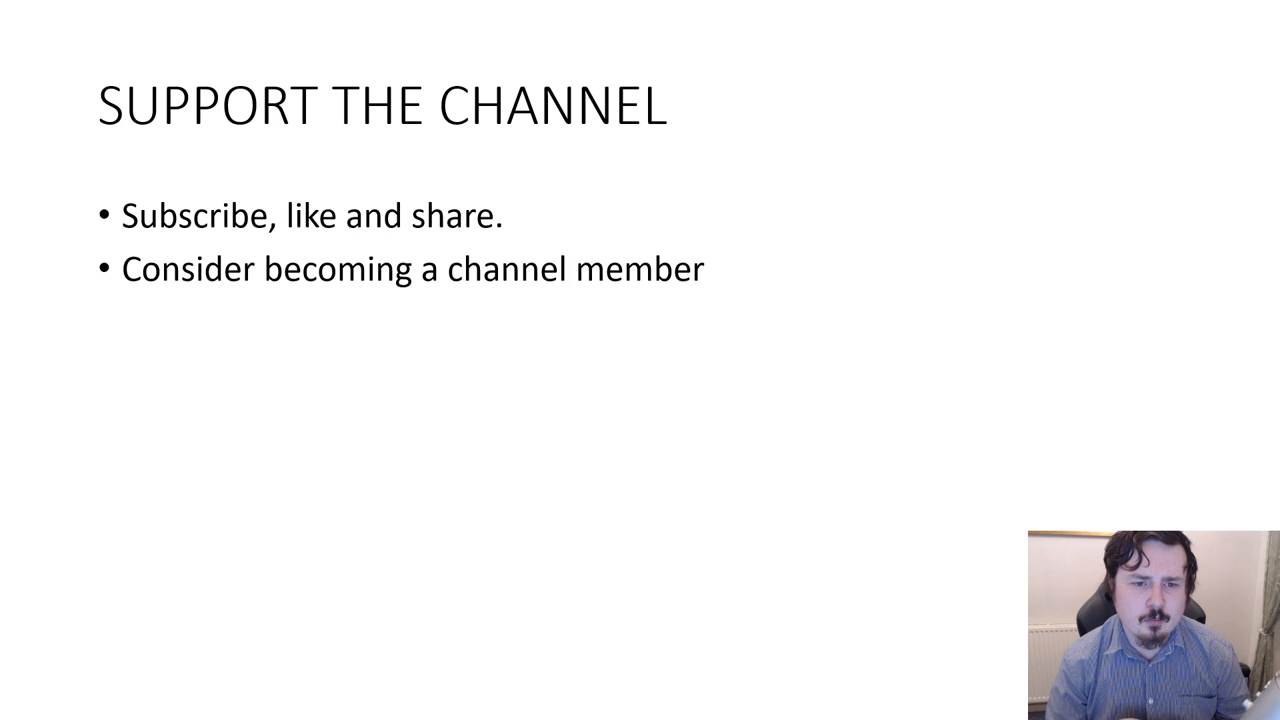 SUPPORT THE CHANNEL
• Subscribe, like and share.
• Consider becoming a channel member